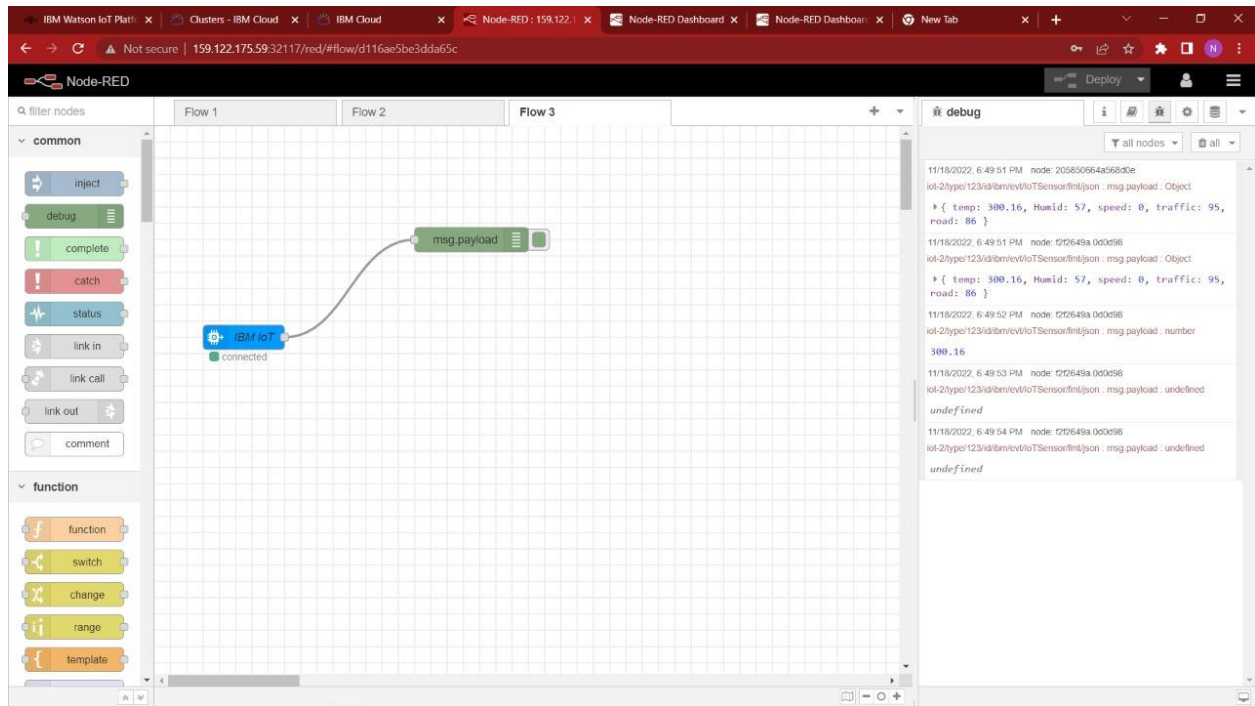 IBM Watson IoT Platf
Clusters - IBM Cloud
IBM Cloud
Node-RED : 159.122.1
Node-RED Dashboard
Node-RED Dashboar
New Tab
Not secure | 159.122.175.59:32117/red/#flow/d116ae5be3dda65c
N
Node-RED
Deploy
filter nodes
Flow 1
Flow 2
Flow 3
debug
all nodes
all
common
inject
debug
complete
catch
status
link in
link call
link out
comment
function
function
switch
change
range
template
msg.payload
IBM IoT
connected
11/18/2022, 6:49:51 PM node: 205850664a568d0e
iot-2/type/123/id/ibm/evt/IoTSensor/fmt/json : msg.payload : Object
{ temp: 300.16, Humid: 57, speed: 0, traffic: 95,
road: 86 }
11/18/2022, 6:49:51 PM node: f2f2649a.0d0d98
iot-2/type/123/id/ibm/evt/IoTSensor/fmt/json : msg.payload : Object
{ temp: 300.16, Humid: 57, speed: 0, traffic: 95,
road: 86 }
11/18/2022, 6:49:52 PM node: f2f2649a.0d0d98
iot-2/type/123/id/ibm/evt/IoTSensor/fmt/json : msg.payload : number
300.16
11/18/2022, 6:49:53 PM node: f2f2649a.0d0d98
iot-2/type/123/id/ibm/evt/IoTSensor/fmt/json : msg.payload : undefined
undefined
11/18/2022, 6:49:54 PM node: f2f2649a.0d0d98
iot-2/type/123/id/ibm/evt/IoTSensor/fmt/json : msg.payload : undefined
undefined